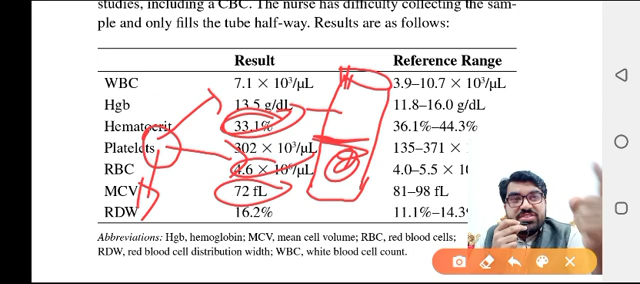 studies, including a CBC. The nurse has difficulty collecting the sam-
ple and only fills the tube half-way. Results are as follows:
Result Reference Range
WBC 7.1 × 10³/μL 3.9–10.7 × 10³/μL
Hgb 13.5 g/dL 11.8–16.0 g/dL
Hematocrit 33.1% 36.1%–44.3%
Platelets 302 × 10³/μL 135–371 ×
RBC 4.6 × 10⁶/μL 4.0–5.5 × 10
MCV 72 fL 81–98 fL
RDW 16.2% 11.1%–14.3
Abbreviations: Hgb, hemoglobin; MCV, mean cell volume; RBC, red blood cells;
RDW, red blood cell distribution width; WBC, white blood cell count.